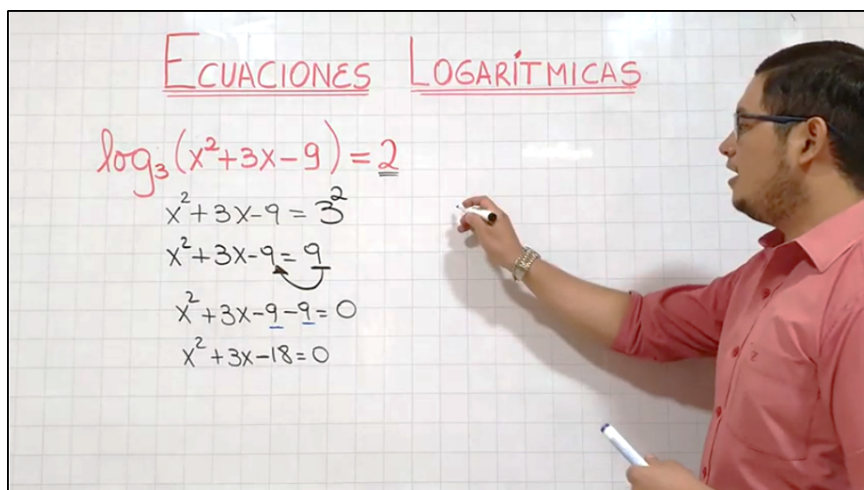 ECUACIONES LOGARÍTMICAS
log₃(x²+3x-9)=2
x²+3x-9=3²
x²+3x-9=9
x²+3x-9-9=0
x²+3x-18=0